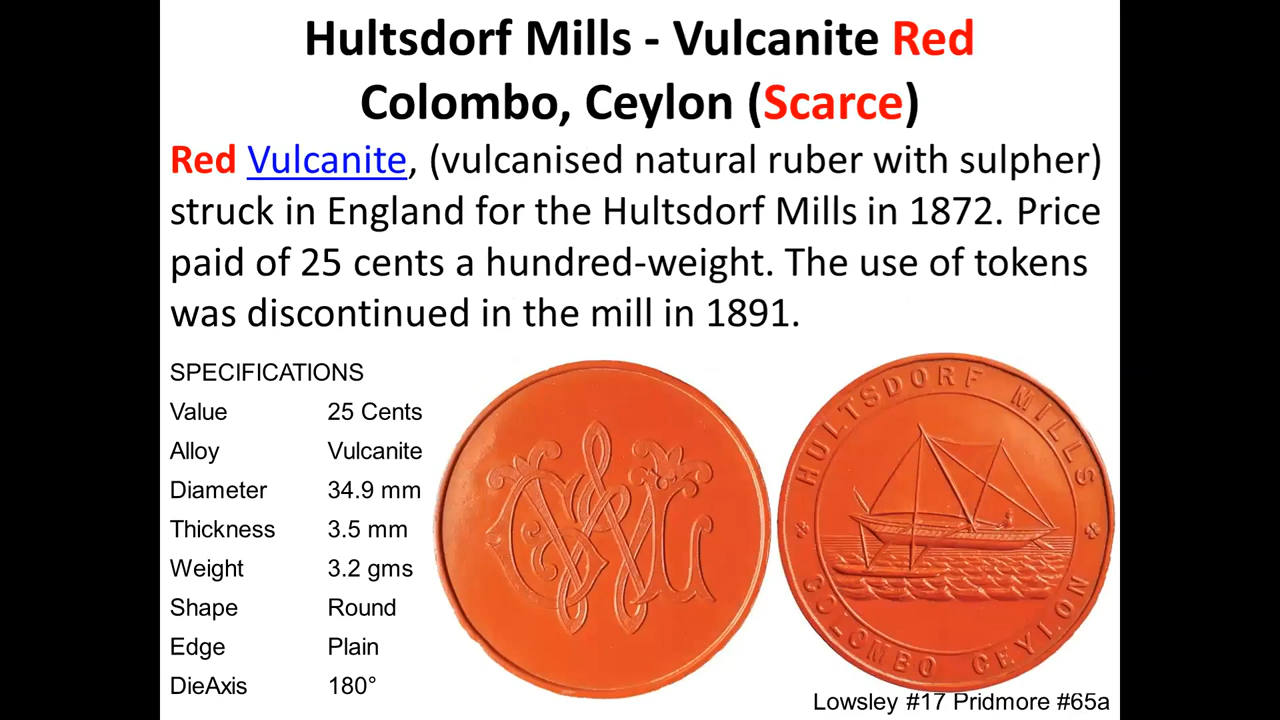 Hultsdorf Mills - Vulcanite Red
Colombo, Ceylon (Scarce)
Red Vulcanite, (vulcanised natural ruber with sulpher)
struck in England for the Hultsdorf Mills in 1872. Price
paid of 25 cents a hundred-weight. The use of tokens
was discontinued in the mill in 1891.
SPECIFICATIONS
Value 25 Cents
Alloy Vulcanite
Diameter 34.9 mm
Thickness 3.5 mm
Weight 3.2 gms
Shape Round
Edge Plain
DieAxis 180°
HULTSDORF MILLS
COLOMBO CEYLON
Lowsley #17 Pridmore #65a